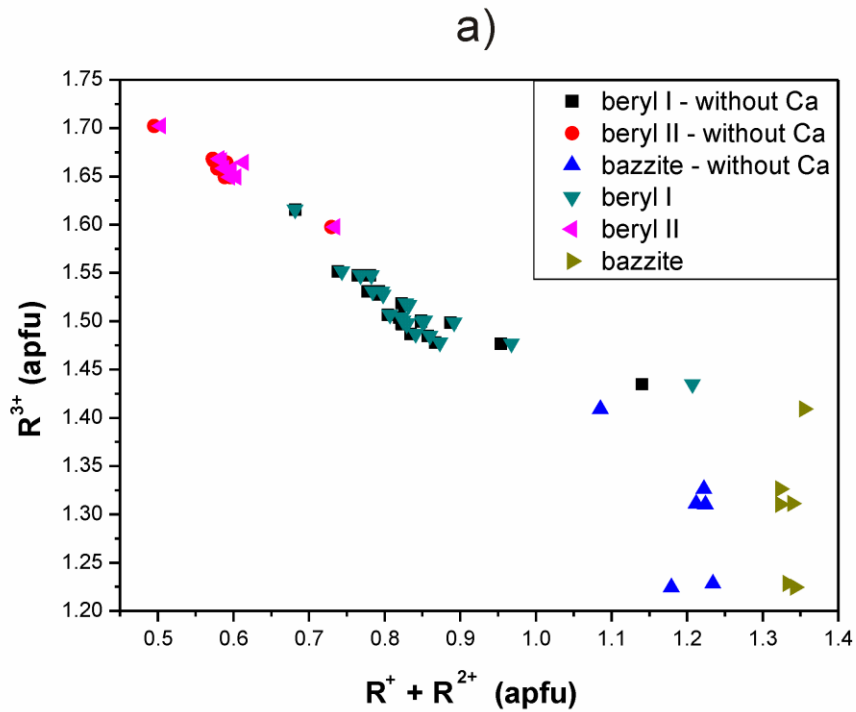 a)
1.75
1.70
1.65
1.60
1.55
1.50
1.45
1.40
1.35
1.30
1.25
1.20
R³⁺ (apfu)
beryl I - without Ca
beryl II - without Ca
bazzite - without Ca
beryl I
beryl II
bazzite
0.5 0.6 0.7 0.8 0.9 1.0 1.1 1.2 1.3 1.4
R⁺ + R²⁺ (apfu)